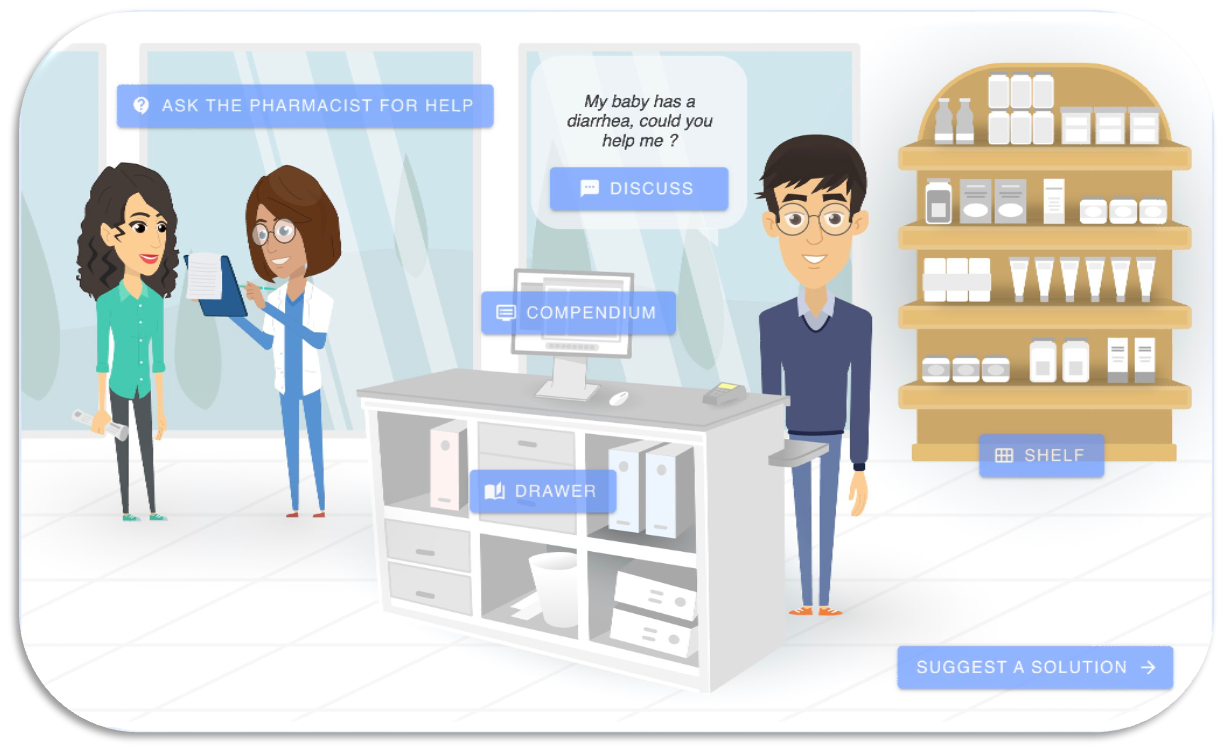 ASK THE PHARMACIST FOR HELP
My baby has a
diarrhea, could you
help me ?
DISCUSS
COMPENDIUM
DRAWER
SHELF
SUGGEST A SOLUTION